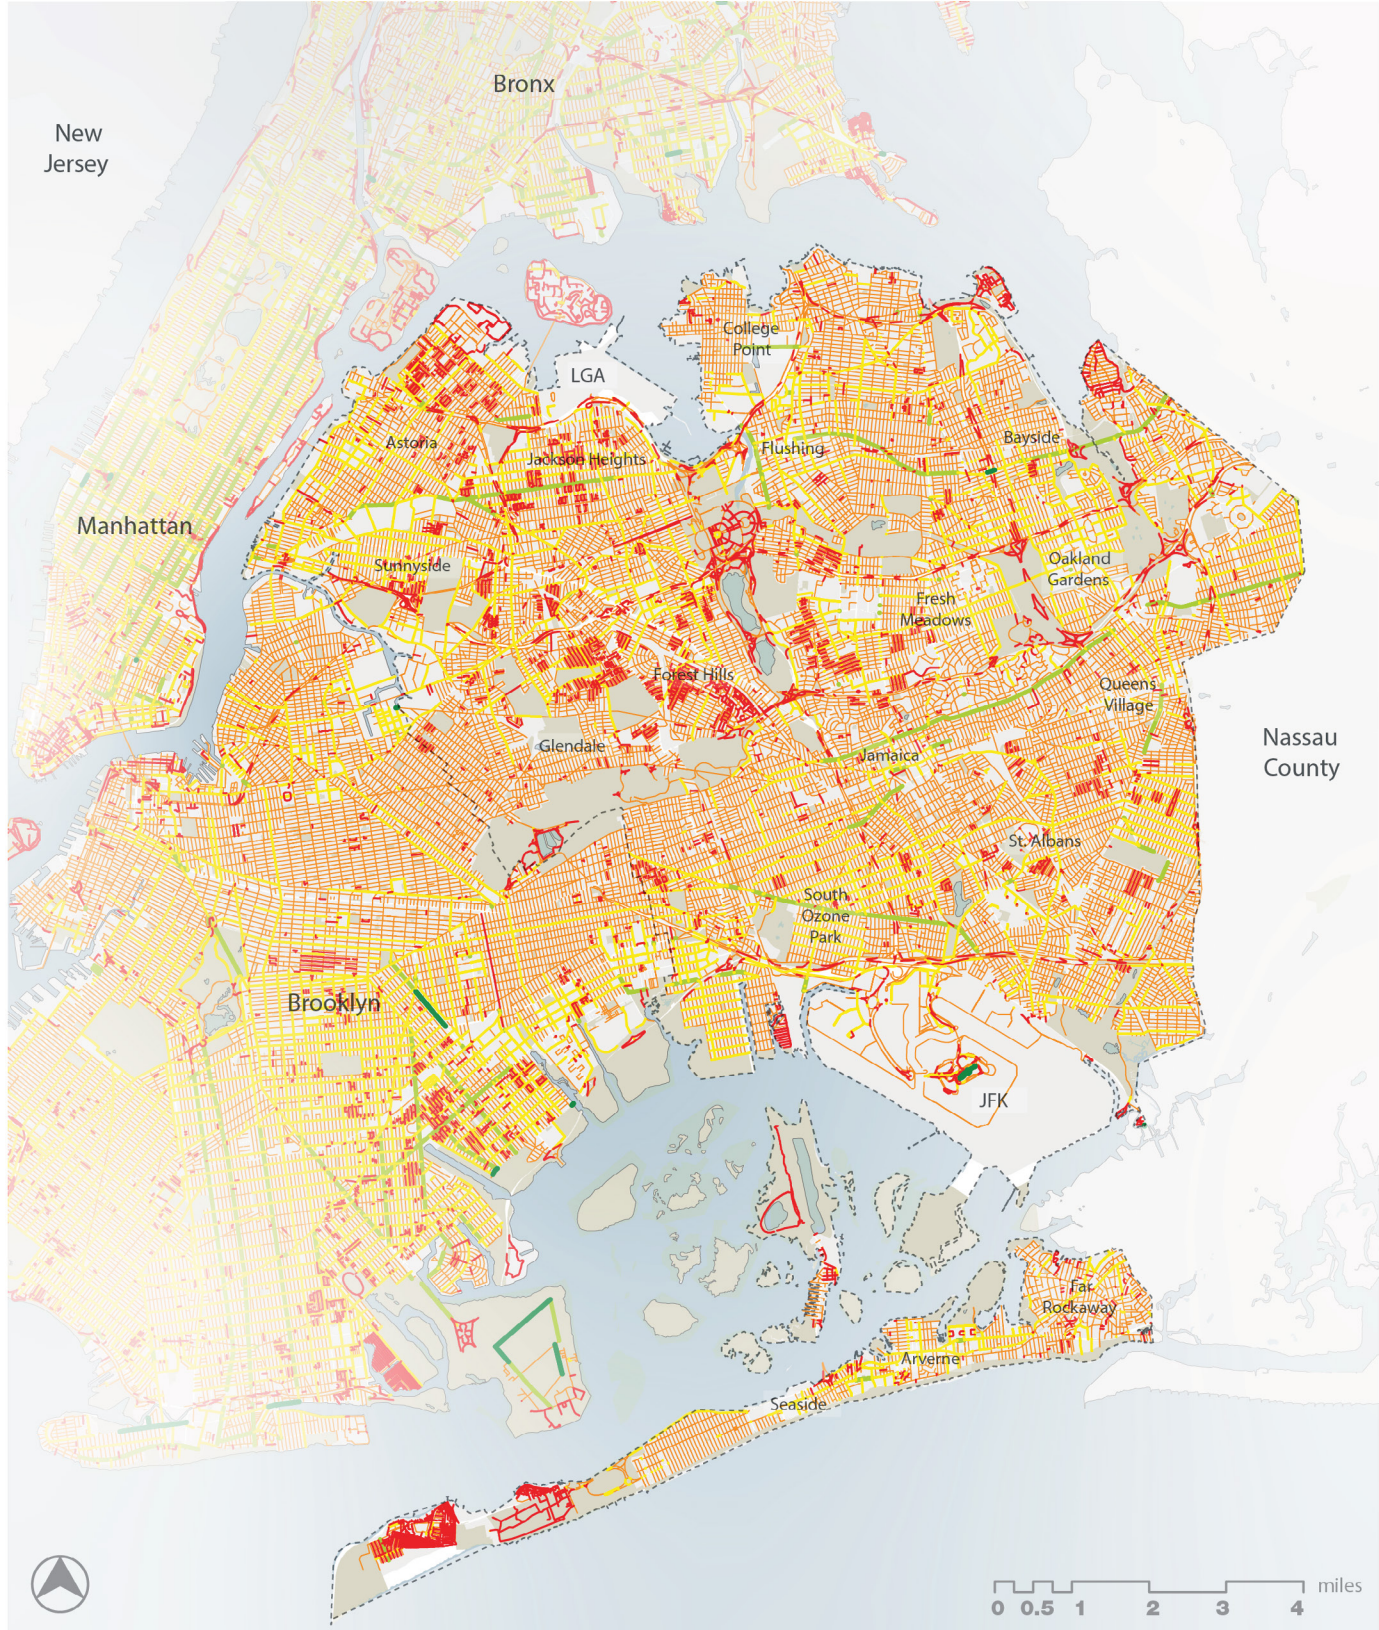 Bronx
New
Jersey
College
Point
LGA
Astoria
Jackson Heights
Flushing
Bayside
Manhattan
Sunnyside
Oakland
Gardens
Fresh
Meadows
Forest Hills
Queens
Village
Glendale
Jamaica
Nassau
County
St. Albans
South
Ozone
Park
Brooklyn
JFK
Far
Rockaway
Arverne
Seaside
miles
0 0.5 1 2 3 4